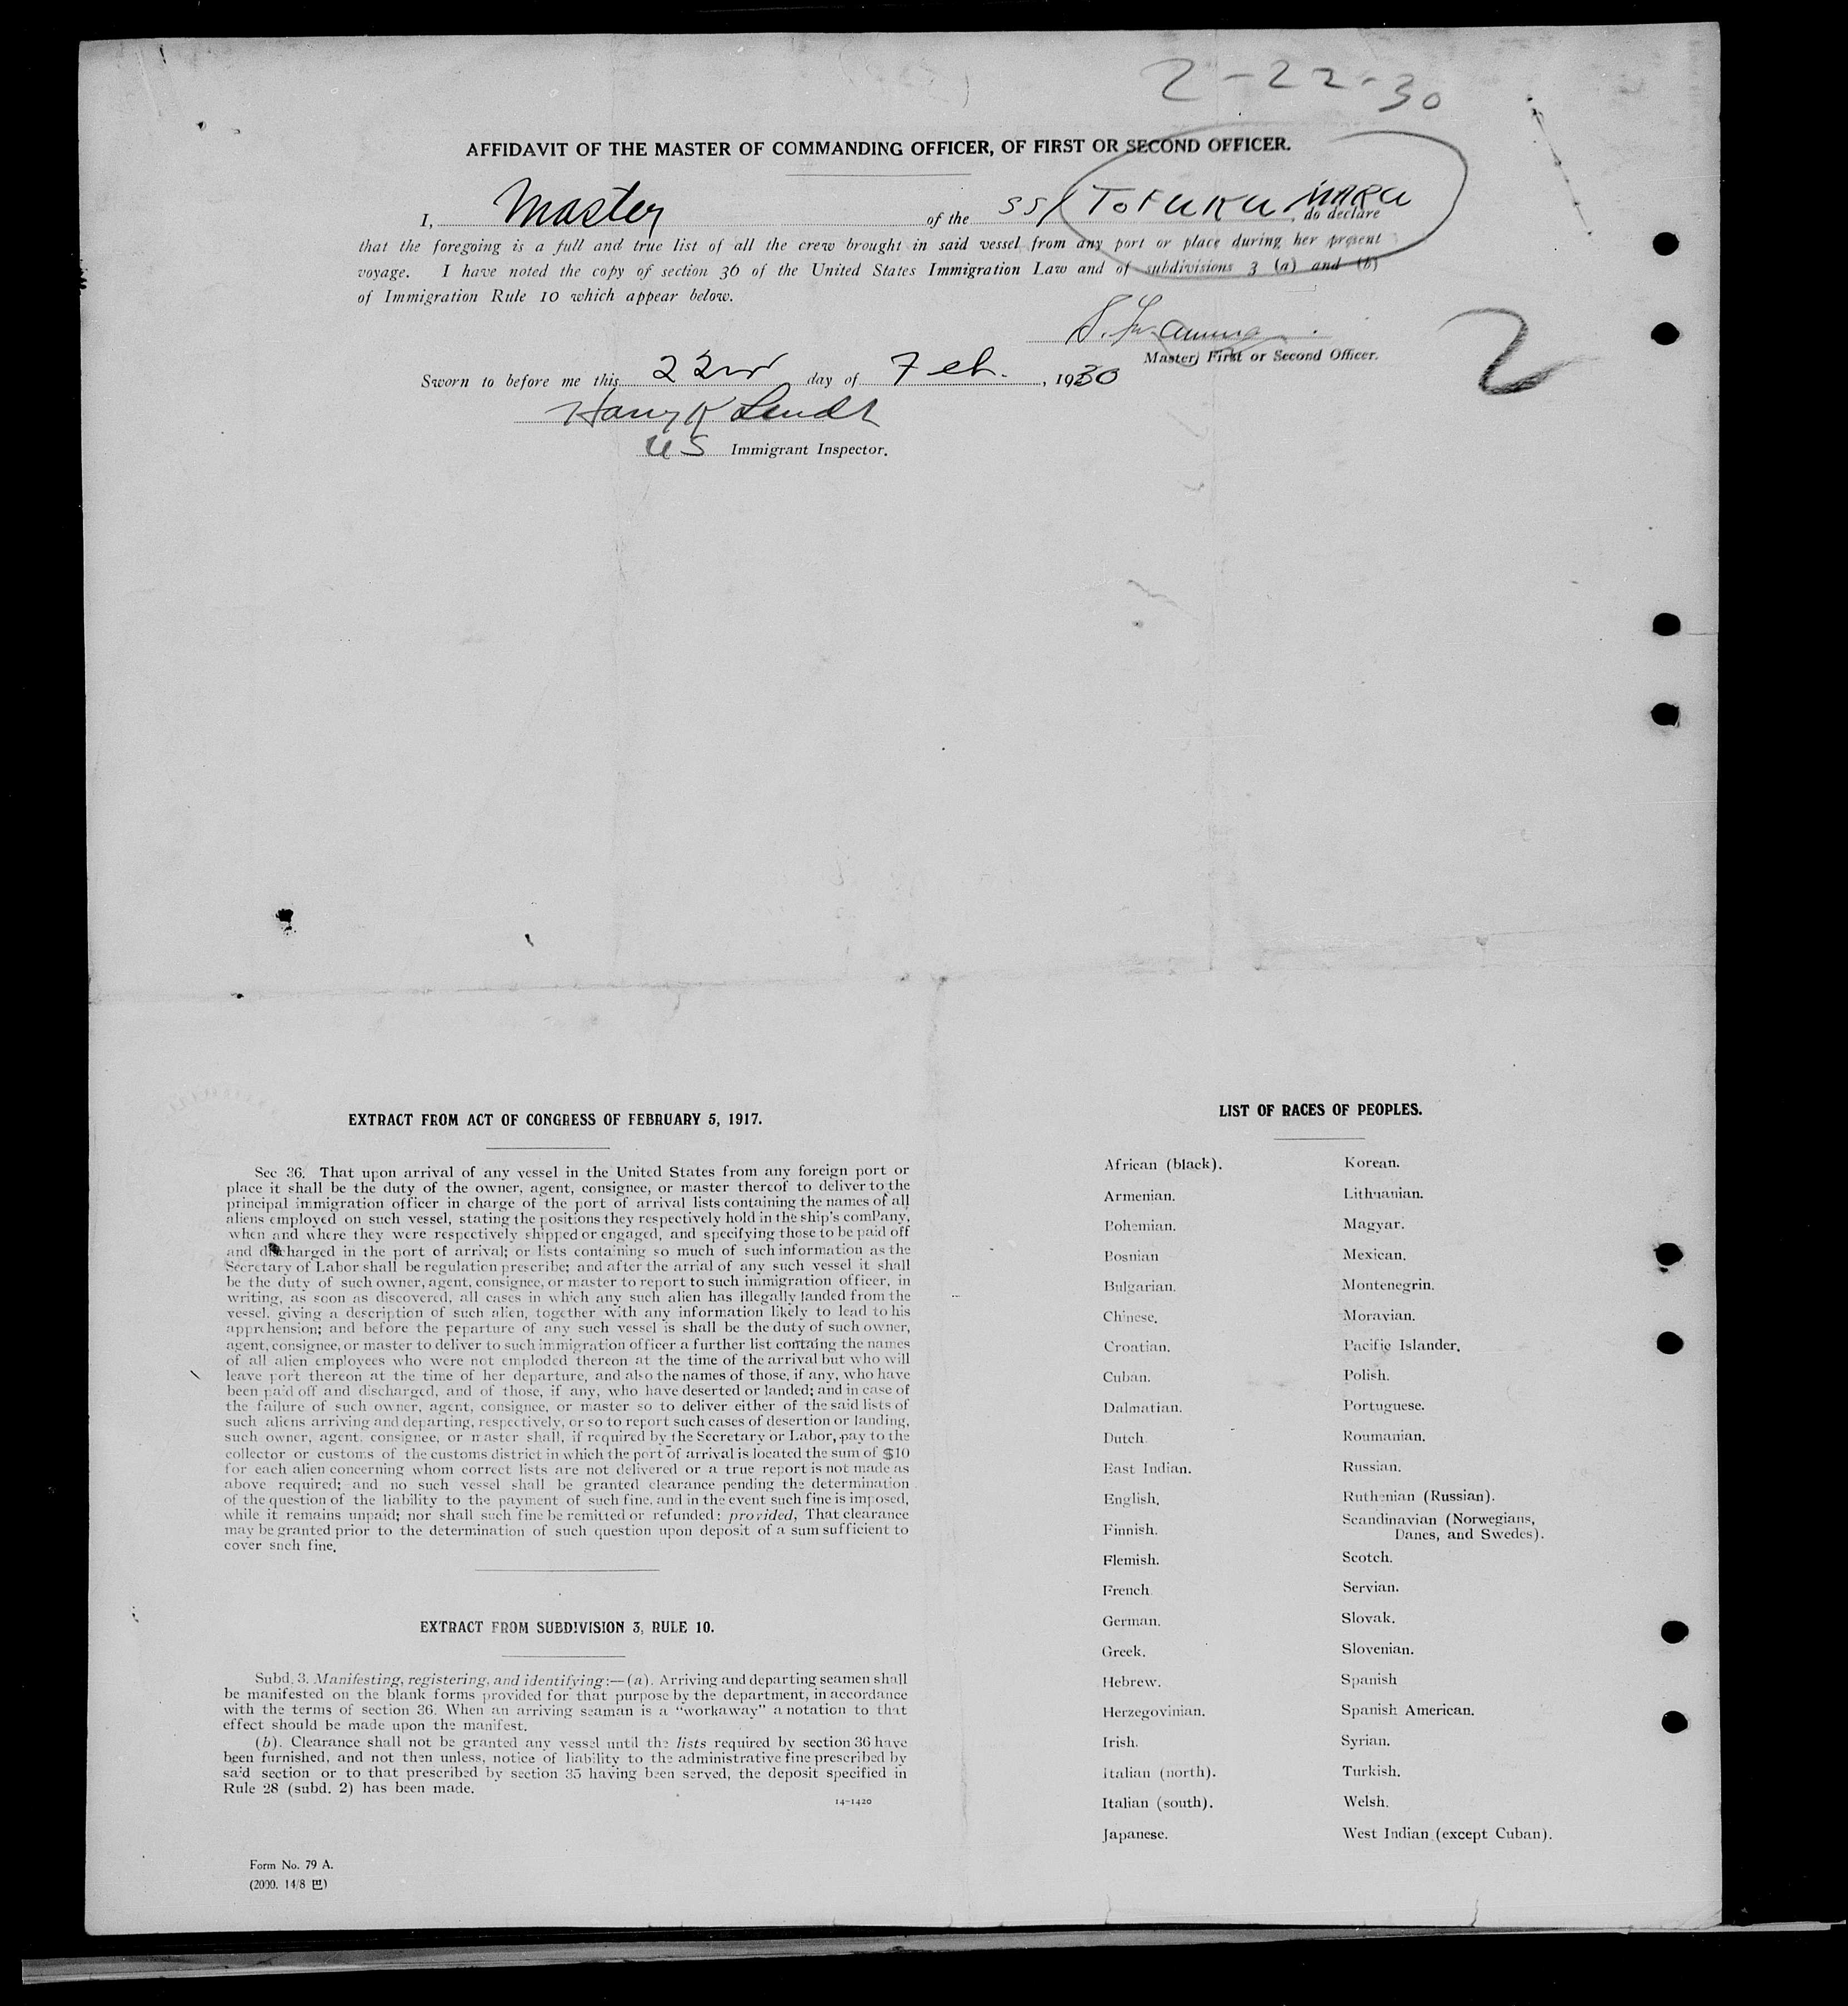 2-22-30
AFFIDAVIT OF THE MASTER OF COMMANDING OFFICER, OF FIRST OR SECOND OFFICER.
I, Master of the SS/ TOFUKU MARU, do declare
that the foregoing is a full and true list of all the crew brought in said vessel from any port or place during her present
voyage. I have noted the copy of section 36 of the United States Immigration Law and of subdivisions 3 (a) and (b)
of Immigration Rule 10 which appear below.
S.
Master, First or Second Officer.
2
Sworn to before me this 22nd day of Feb., 1930
Harry K
US Immigrant Inspector.
EXTRACT FROM ACT OF CONGRESS OF FEBRUARY 5, 1917.
Sec 36. That upon arrival of any vessel in the United States from any foreign port or
place it shall be the duty of the owner, agent, consignee, or master thereof to deliver to the
principal immigration officer in charge of the port of arrival lists containing the names of all
aliens employed on such vessel, stating the positions they respectively hold in the ship's comPany,
when and where they were respectively shipped or engaged, and specifying those to be paid off
and discharged in the port of arrival; or lists containing so much of such information as the
Secretary of Labor shall be regulation prescribe; and after the arrial of any such vessel it shall
be the duty of such owner, agent, consignee, or master to report to such immigration officer, in
writing, as soon as discovered, all cases in which any such alien has illegally landed from the
vessel, giving a description of such alien, together with any information likely to lead to his
apprehension; and before the peparture of any such vessel is shall be the duty of such owner,
agent, consignee, or master to deliver to such immigration officer a further list containg the names
of all alien employees who were not emploded thereon at the time of the arrival but who will
leave port thereon at the time of her departure, and also the names of those, if any, who have
been paid off and discharged, and of those, if any, who have deserted or landed; and in case of
the failure of such owner, agent, consignee, or master so to deliver either of the said lists of
such aliens arriving and departing, respectively, or so to report such cases of desertion or landing,
such owner, agent, consignee, or master shall, if required by the Secretary or Labor, pay to the
collector or customs of the customs district in which the port of arrival is located the sum of $10
for each alien concerning whom correct lists are not delivered or a true report is not made as
above required; and no such vessel shall be granted clearance pending the determination
of the question of the liability to the payment of such fine, and in the event such fine is imposed,
while it remains unpaid; nor shall such fine be remitted or refunded: provided, That clearance
may be granted prior to the determination of such question upon deposit of a sum sufficient to
cover snch fine.
EXTRACT FROM SUBDIVISION 3, RULE 10.
Subd. 3. Manifesting, registering, and identifying:—(a). Arriving and departing seamen shall
be manifested on the blank forms provided for that purpose by the department, in accordance
with the terms of section 36. When an arriving seaman is a “workaway” a notation to that
effect should be made upon the manifest.
(b). Clearance shall not be granted any vessel until the lists required by section 36 have
been furnished, and not then unless, notice of liability to the administrative fine prescribed by
said section or to that prescribed by section 35 having been served, the deposit specified in
Rule 28 (subd. 2) has been made.
14-1420
Form No. 79 A.
(2000. 14/8 巴)
LIST OF RACES OF PEOPLES.
African (black).
Armenian.
Bohemian.
Bosnian
Bulgarian.
Chinese.
Croatian.
Cuban.
Dalmatian.
Dutch.
East Indian.
English.
Finnish.
Flemish.
French
German.
Greek.
Hebrew.
Herzegovinian.
Irish.
Italian (north).
Italian (south).
Japanese.
Korean.
Lithuanian.
Magyar.
Mexican.
Montenegrin.
Moravian.
Pacific Islander.
Polish.
Portuguese.
Roumanian.
Russian.
Ruthenian (Russian).
Scandinavian (Norwegians,
Danes, and Swedes).
Scotch.
Servian.
Slovak.
Slovenian.
Spanish
Spanish American.
Syrian.
Turkish.
Welsh.
West Indian (except Cuban).